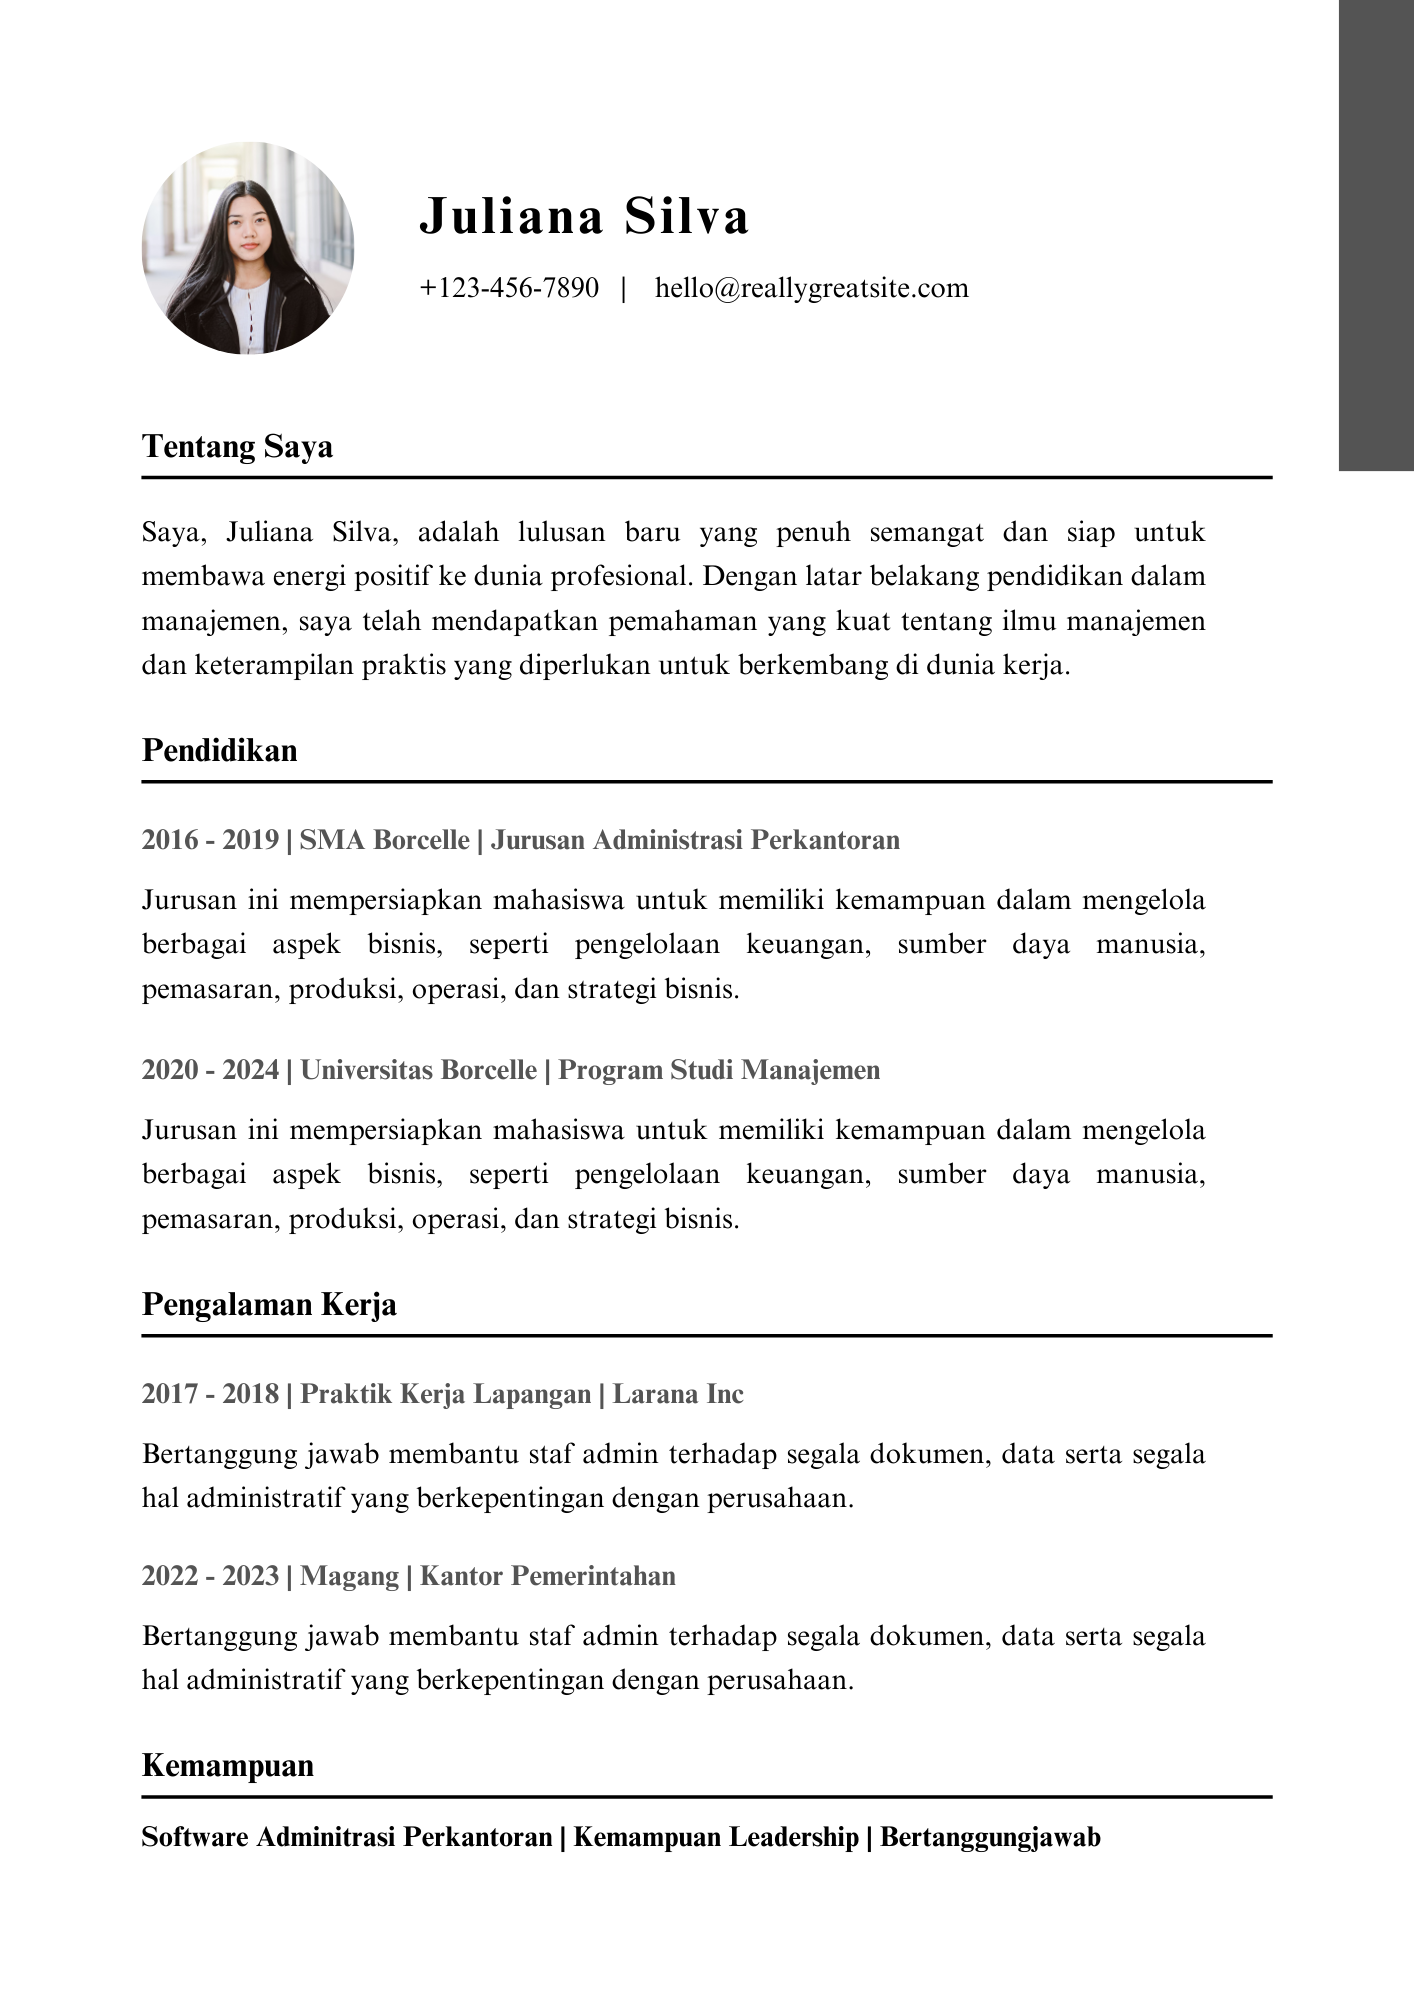 Juliana Silva
+123-456-7890 | hello@reallygreatsite.com
Tentang Saya
Saya, Juliana Silva, adalah lulusan baru yang penuh semangat dan siap untuk
membawa energi positif ke dunia profesional. Dengan latar belakang pendidikan dalam
manajemen, saya telah mendapatkan pemahaman yang kuat tentang ilmu manajemen
dan keterampilan praktis yang diperlukan untuk berkembang di dunia kerja.
Pendidikan
2016 - 2019 | SMA Borcelle | Jurusan Administrasi Perkantoran
Jurusan ini mempersiapkan mahasiswa untuk memiliki kemampuan dalam mengelola
berbagai aspek bisnis, seperti pengelolaan keuangan, sumber daya manusia,
pemasaran, produksi, operasi, dan strategi bisnis.
2020 - 2024 | Universitas Borcelle | Program Studi Manajemen
Jurusan ini mempersiapkan mahasiswa untuk memiliki kemampuan dalam mengelola
berbagai aspek bisnis, seperti pengelolaan keuangan, sumber daya manusia,
pemasaran, produksi, operasi, dan strategi bisnis.
Pengalaman Kerja
2017 - 2018 | Praktik Kerja Lapangan | Larana Inc
Bertanggung jawab membantu staf admin terhadap segala dokumen, data serta segala
hal administratif yang berkepentingan dengan perusahaan.
2022 - 2023 | Magang | Kantor Pemerintahan
Bertanggung jawab membantu staf admin terhadap segala dokumen, data serta segala
hal administratif yang berkepentingan dengan perusahaan.
Kemampuan
Software Adminitrasi Perkantoran | Kemampuan Leadership | Bertanggungjawab